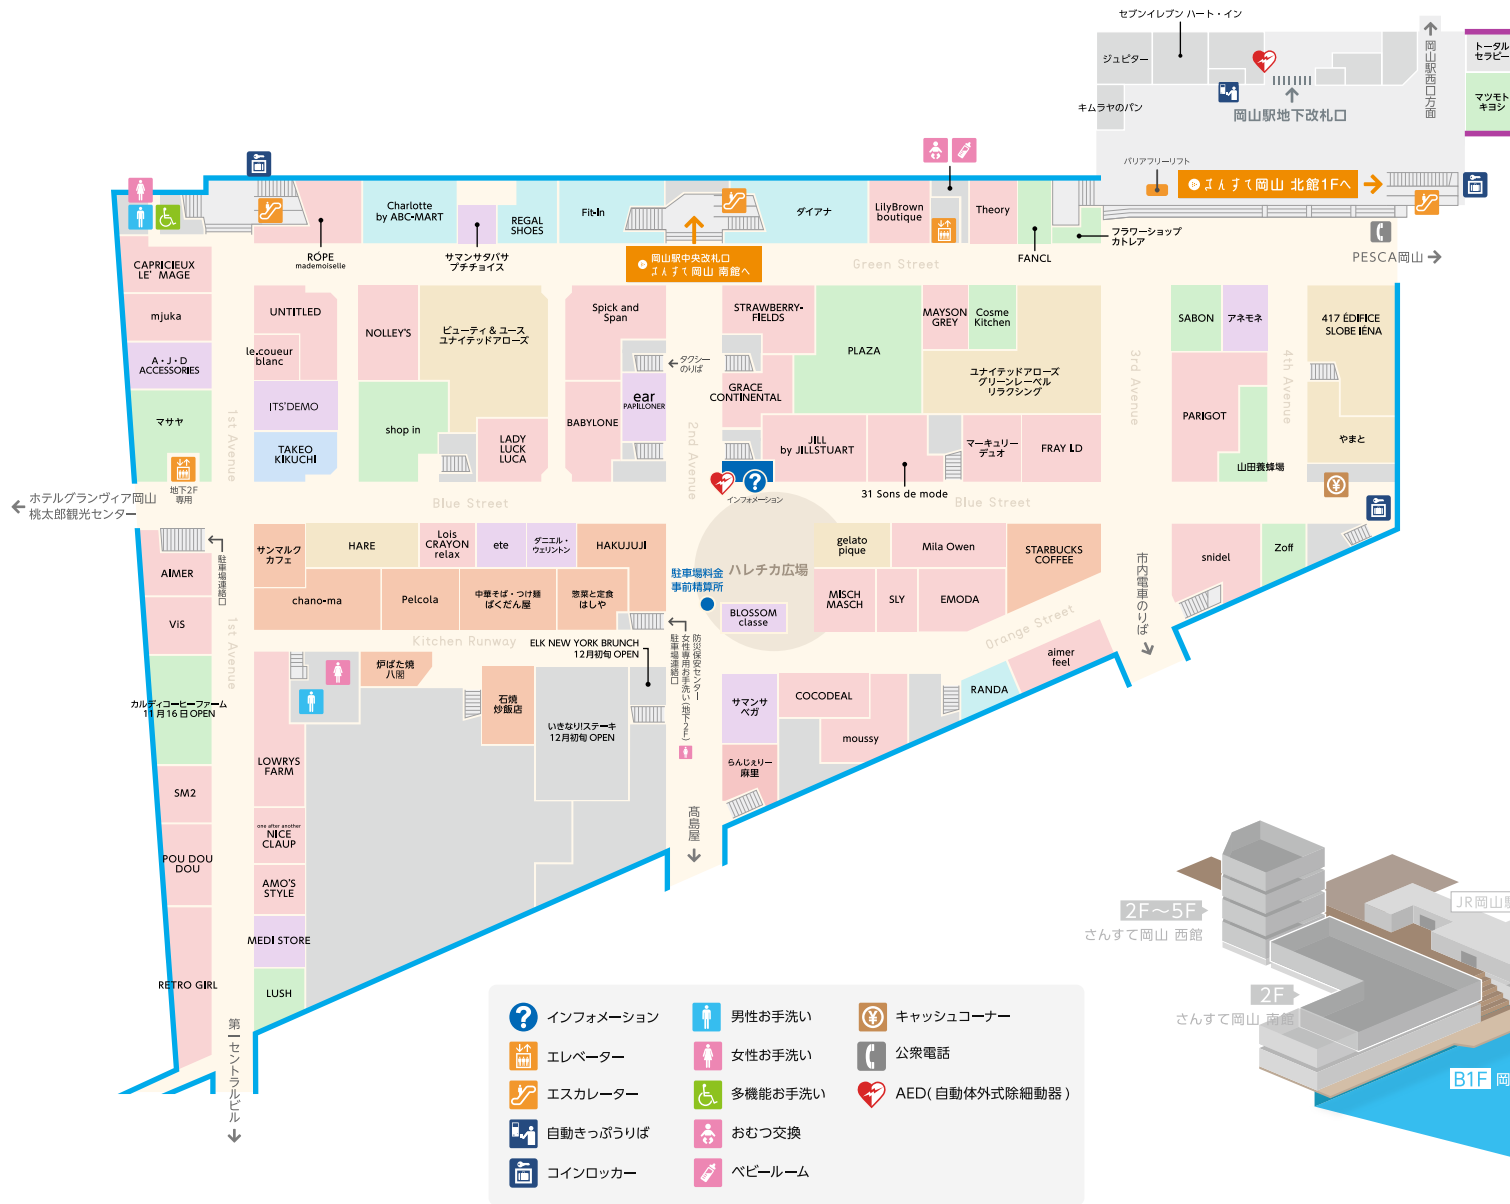 セブンイレブン ハート・イン
ジュピター
岡山駅西口方面
トータル
セラピー
キムラヤのパン
岡山駅地下改札口
マツモト
キヨシ
バリアフリーリフト
さんすて岡山 北館1Fへ
RÓPE
mademoiselle
Charlotte
by ABC-MART
サマンサタバサ
プチチョイス
REGAL
SHOES
Fit-In
岡山駅中央改札口
さんすて岡山 南館へ
ダイアナ
LilyBrown
boutique
Theory
FANCL
フラワーショップ
カトレア
PESCA岡山
Green Street
CAPRICIEUX
LE' MAGE
mjuka
A・J・D
ACCESSORIES
マサヤ
地下2F
専用
UNTITLED
le.coueur
blanc
ITS'DEMO
TAKEO
KIKUCHI
1st Avenue
NOLLEY'S
ビューティ & ユース
ユナイテッドアローズ
shop in
LADY
LUCK
LUCA
Spick and
Span
BABYLONE
ear
PAPILLONER
タクシー
のりば
2nd Avenue
STRAWBERRY-
FIELDS
GRACE
CONTINENTAL
PLAZA
MAYSON
GREY
Cosme
Kitchen
ユナイテッドアローズ
グリーンレーベル
リラクシング
JILL
by JILLSTUART
31 Sons de mode
マーキュリー
デュオ
FRAY I.D
3rd Avenue
SABON
アネモネ
PARIGOT
山田養蜂場
4th Avenue
417 ÉDIFICE
SLOBE IÉNA
やまと
ホテルグランヴィア岡山
桃太郎観光センター
Blue Street
インフォメーション
Blue Street
駐車場連絡口
サンマルク
カフェ
HARE
Lois
CRAYON
relax
ete
ダニエル・
ウェリントン
HAKUJUJI
chano-ma
Pelcola
中華そば・つけ麺
ばくだん屋
惣菜と定食
はしや
駐車場料金
事前精算所
ハレチカ広場
BLOSSOM
classe
gelato
pique
Mila Owen
STARBUCKS
COFFEE
MISCH
MASCH
SLY
EMODA
市内電車のりば
snidel
Zoff
AIMER
ViS
カルディコーヒーファーム
11月16日OPEN
SM2
POU DOU
DOU
RETRO GIRL
1st Avenue
Kitchen Runway
ELK NEW YORK BRUNCH
12月初旬 OPEN
防災保安センター
女性専用お手洗い(地下2F)
駐車場連絡口
Orange Street
炉ばた焼
八閣
石焼
炒飯店
いきなり!ステーキ
12月初旬 OPEN
サマンサ
ベガ
らんじぇりー
麻里
COCODEAL
moussy
RANDA
aimer
feel
LOWRYS
FARM
one after another
NICE
CLAUP
AMO'S
STYLE
MEDI STORE
LUSH
髙島屋
第一セントラルビル
2F～5F
さんすて岡山 西館
2F
さんすて岡山 南館
JR岡山駅
B1F 岡
インフォメーション
エレベーター
エスカレーター
自動きっぷうりば
コインロッカー
男性お手洗い
女性お手洗い
多機能お手洗い
おむつ交換
ベビールーム
キャッシュコーナー
公衆電話
AED(自動体外式除細動器)